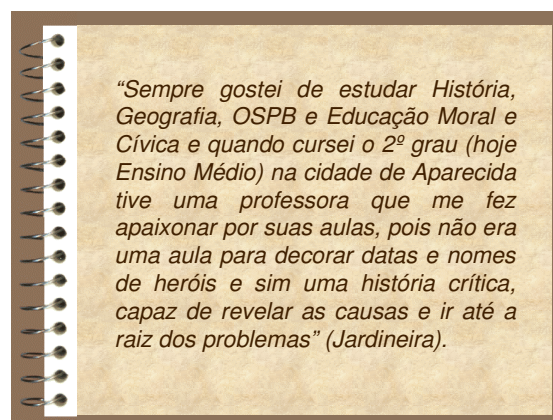 “Sempre gostei de estudar História,
Geografia, OSPB e Educação Moral e
Cívica e quando cursei o 2º grau (hoje
Ensino Médio) na cidade de Aparecida
tive uma professora que me fez
apaixonar por suas aulas, pois não era
uma aula para decorar datas e nomes
de heróis e sim uma história crítica,
capaz de revelar as causas e ir até a
raiz dos problemas” (Jardineira).